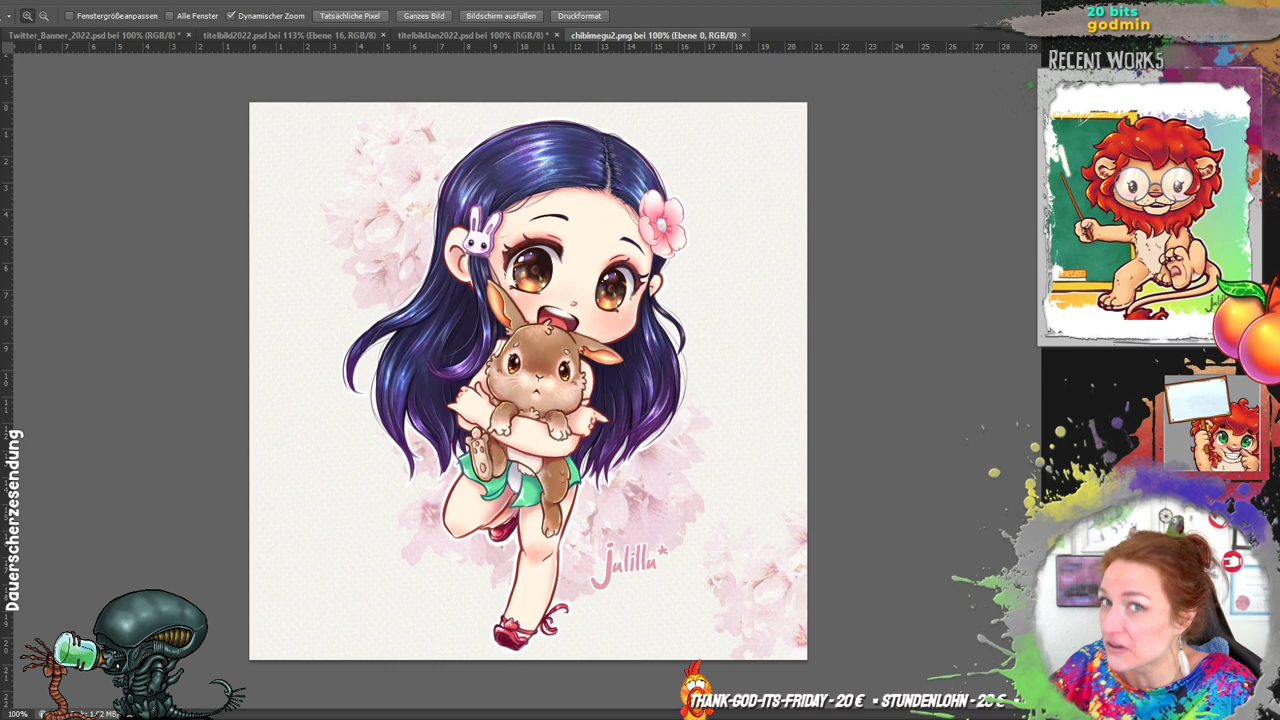 Fenstergrößeanpassen
Alle Fenster
Dynamischer Zoom
Tatsächliche Pixel
Ganzes Bild
Bildschirm ausfüllen
Druckformat
Twitter_Banner_2022.psd bei 100% (RGB/8) *
titelbild2022.psd bei 113% (Ebene 16, RGB/8)
titelbildJan2022.psd bei 100% (RGB/8) *
chibimegu2.png bei 100% (Ebene 0, RGB/8)
20 bits
godmin
RECENT WORKS
julilla*
Dauerscherzesendung
THANK-GOD-ITS-FRIDAY - 20 € ▪ STUNDENLOHN - 20 €
100%